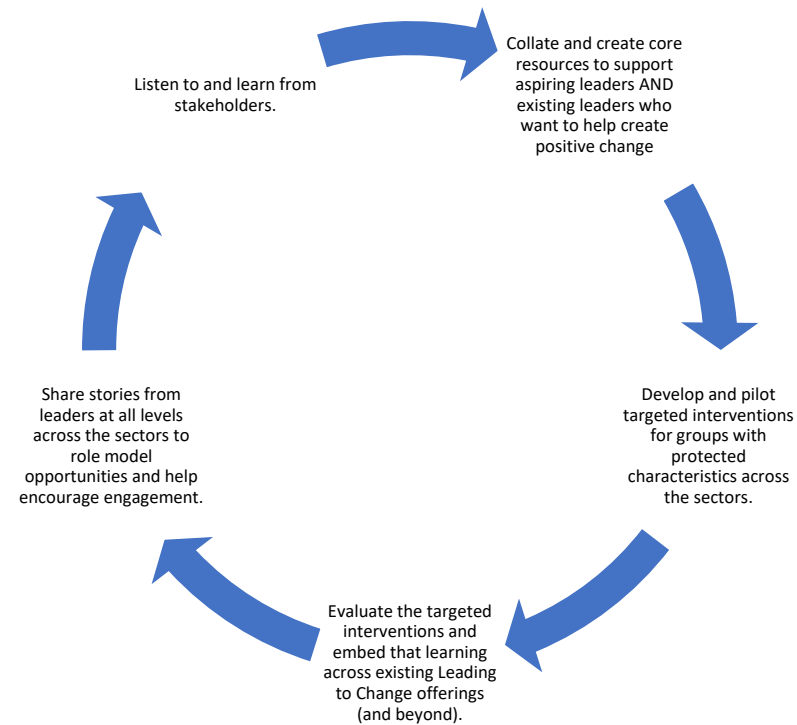 Listen to and learn from
stakeholders.
Collate and create core
resources to support
aspiring leaders AND
existing leaders who
want to help create
positive change
Develop and pilot
targeted interventions
for groups with
protected
characteristics across
the sectors.
Evaluate the targeted
interventions and
embed that learning
across existing Leading
to Change offerings
(and beyond).
Share stories from
leaders at all levels
across the sectors to
role model
opportunities and help
encourage engagement.